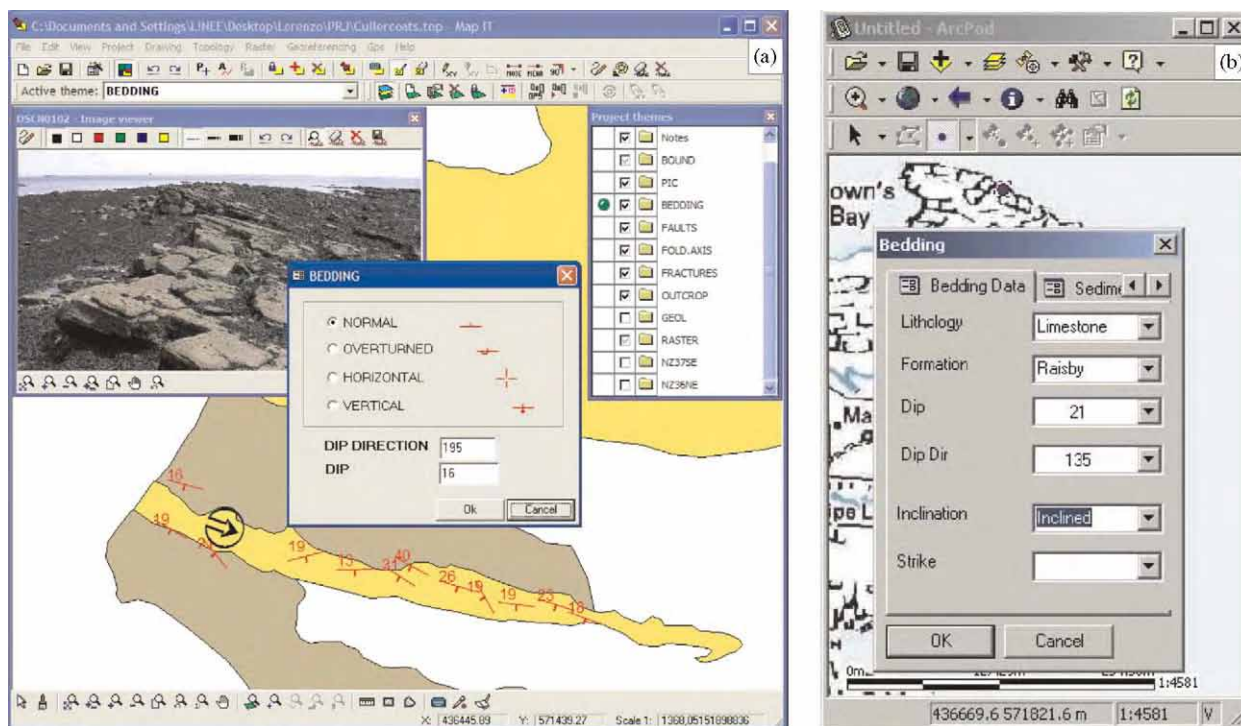 C:\Documents and Settings\LINEE\Desktop\Lorenzo\PRJ\Cullercoats.top - Map IT
(a)
File Edit View Project Drawing Topology Raster Georeferencing Gps Help
Active theme: BEDDING
DSCN0102 - Image viewer
Project themes
Notes
BOUND
PIC
BEDDING
FAULTS
FOLD.AXIS
FRACTURES
OUTCROP
GEOL
RASTER
NZ37SE
NZ36NE
BEDDING
NORMAL
OVERTURNED
HORIZONTAL
VERTICAL
DIP DIRECTION 195
DIP 16
Ok Cancel
16
19
19
13
40
26
19
19
23
18
X: 436445.89 Y: 571439.27 Scale 1: 1368.05151898836
Untitled - ArcPad
(b)
own's
Bay
Bedding
Bedding Data Sedime
Lithology Limestone
Formation Raisby
Dip 21
Dip Dir 135
Inclination Inclined
Strike
OK Cancel
0m
1:4581
436669.6 571821.6 m 1:4581 V